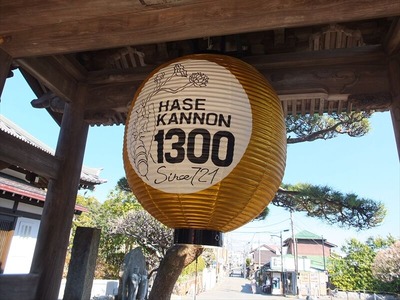 HASE
KANNON
1300
Since 721